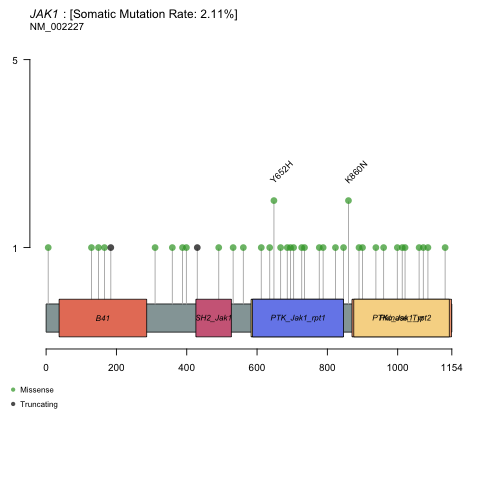 JAK1 : [Somatic Mutation Rate: 2.11%]
NM_002227
5
Y652H
K860N
1
B41
SH2_Jak1
PTK_Jak1_rpt1
0
200
400
600
800
1000
1154
Missense
Truncating